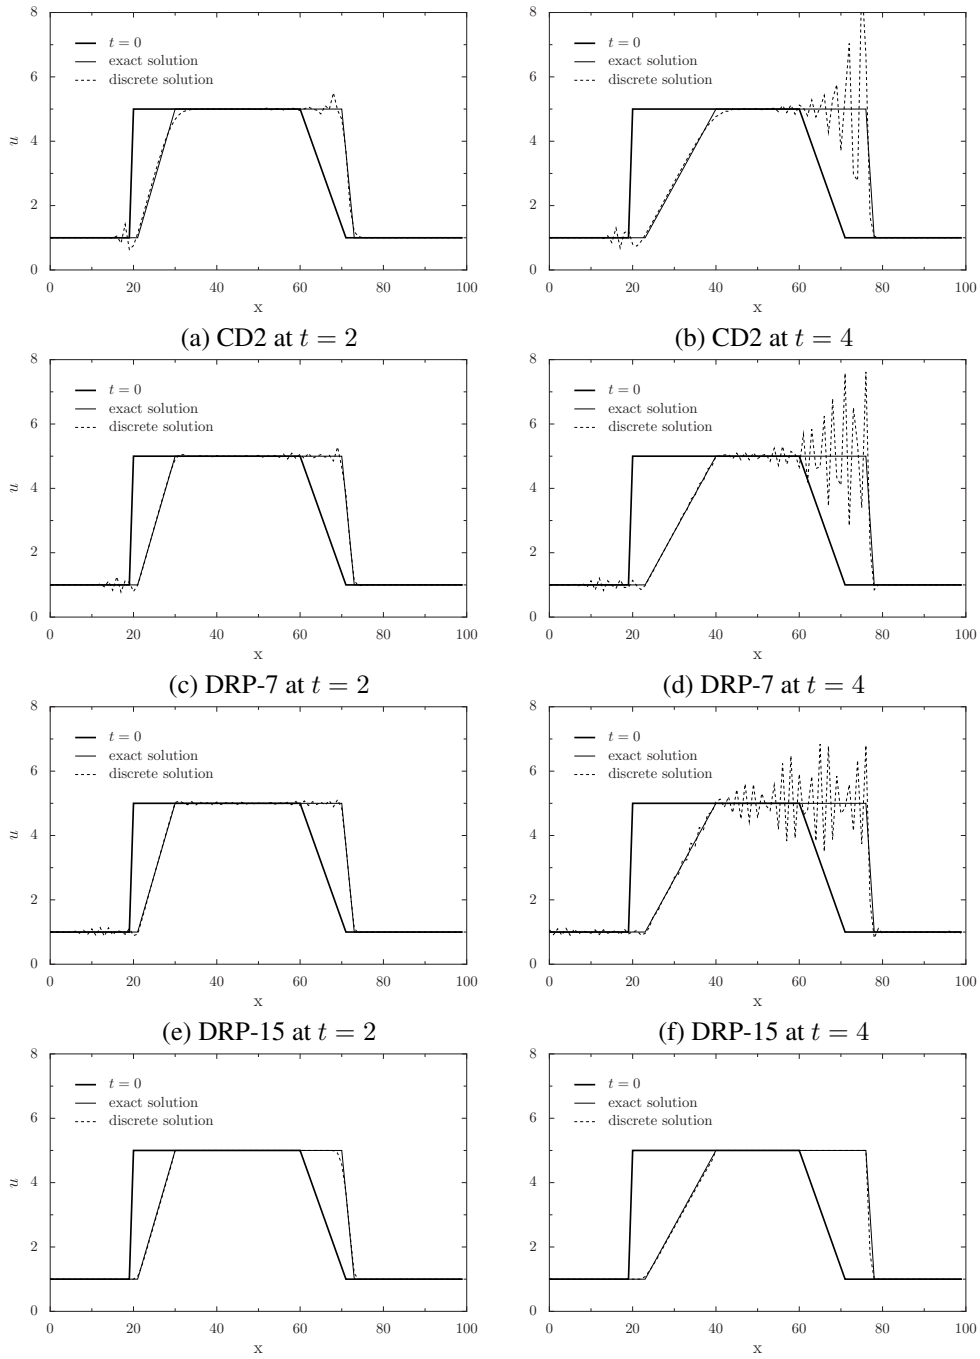 8
6
u
4
2
0
t = 0
exact solution
discrete solution
0 20 40 60 80 100
x
8
6
4
2
0
t = 0
exact solution
discrete solution
0 20 40 60 80 100
x
(a) CD2 at t = 2
(b) CD2 at t = 4
8
6
u
4
2
0
t = 0
exact solution
discrete solution
0 20 40 60 80 100
x
8
6
4
2
0
t = 0
exact solution
discrete solution
0 20 40 60 80 100
x
(c) DRP-7 at t = 2
(d) DRP-7 at t = 4
8
6
u
4
2
0
t = 0
exact solution
discrete solution
0 20 40 60 80 100
x
8
6
4
2
0
t = 0
exact solution
discrete solution
0 20 40 60 80 100
x
(e) DRP-15 at t = 2
(f) DRP-15 at t = 4
8
6
u
4
2
0
t = 0
exact solution
discrete solution
0 20 40 60 80 100
x
8
6
4
2
0
t = 0
exact solution
discrete solution
0 20 40 60 80 100
x